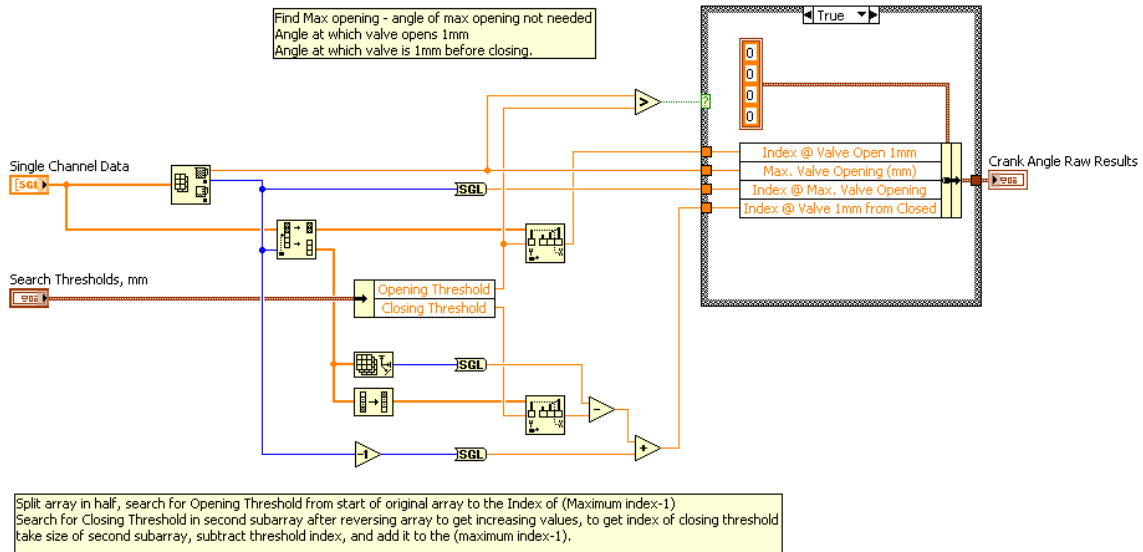 Find Max opening - angle of max opening not needed
Angle at which valve opens 1mm
Angle at which valve is 1mm before closing.
True
0
0
0
0
>
?
Single Channel Data
SGL
Index @ Valve Open 1mm
Max. Valve Opening (mm)
Index @ Max. Valve Opening
Index @ Valve 1mm from Closed
Crank Angle Raw Results
SGL
Search Thresholds, mm
Opening Threshold
Closing Threshold
SGL
-
+
-1
SGL
Split array in half, search for Opening Threshold from start of original array to the Index of (Maximum index-1)
Search for Closing Threshold in second subarray after reversing array to get increasing values, to get index of closing threshold
take size of second subarray, subtract threshold index, and add it to the (maximum index-1).